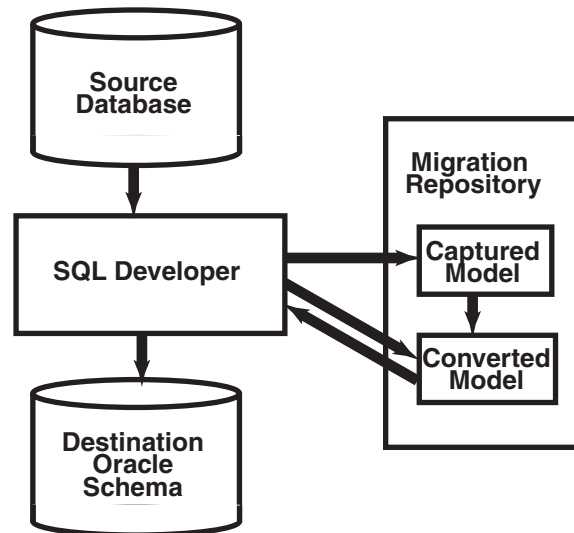 Source
Database
Migration
Repository
SQL Developer
Captured
Model
Converted
Model
Destination
Oracle
Schema